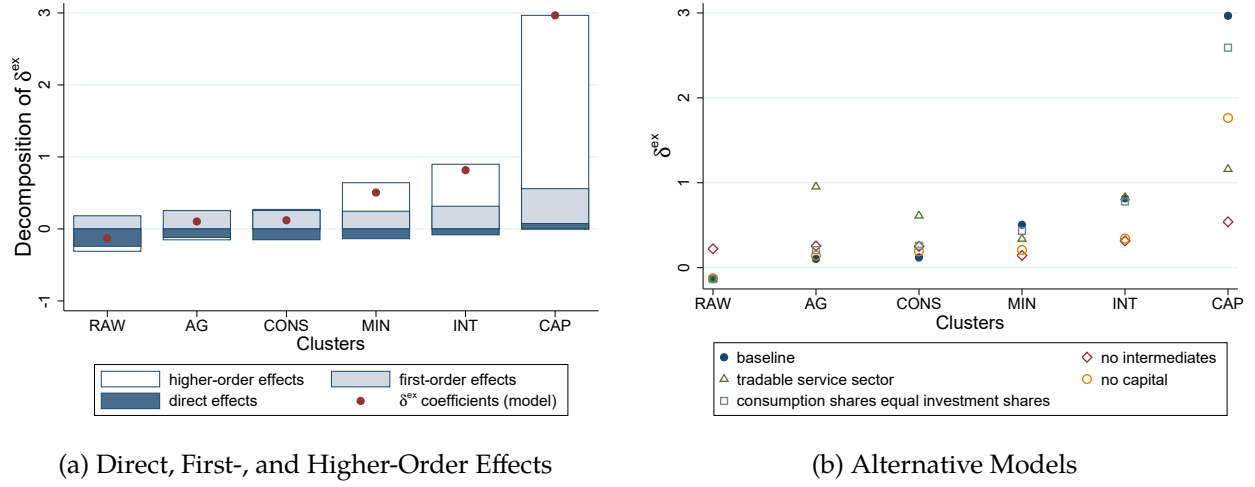 Decomposition of δ^ex
3
2
1
0
-1
RAW AG CONS MIN INT CAP
Clusters
higher-order effects first-order effects
direct effects δ^ex coefficients (model)
(a) Direct, First-, and Higher-Order Effects
δ^ex
3
2
1
0
RAW AG CONS MIN INT CAP
Clusters
baseline no intermediates
tradable service sector no capital
consumption shares equal investment shares
(b) Alternative Models